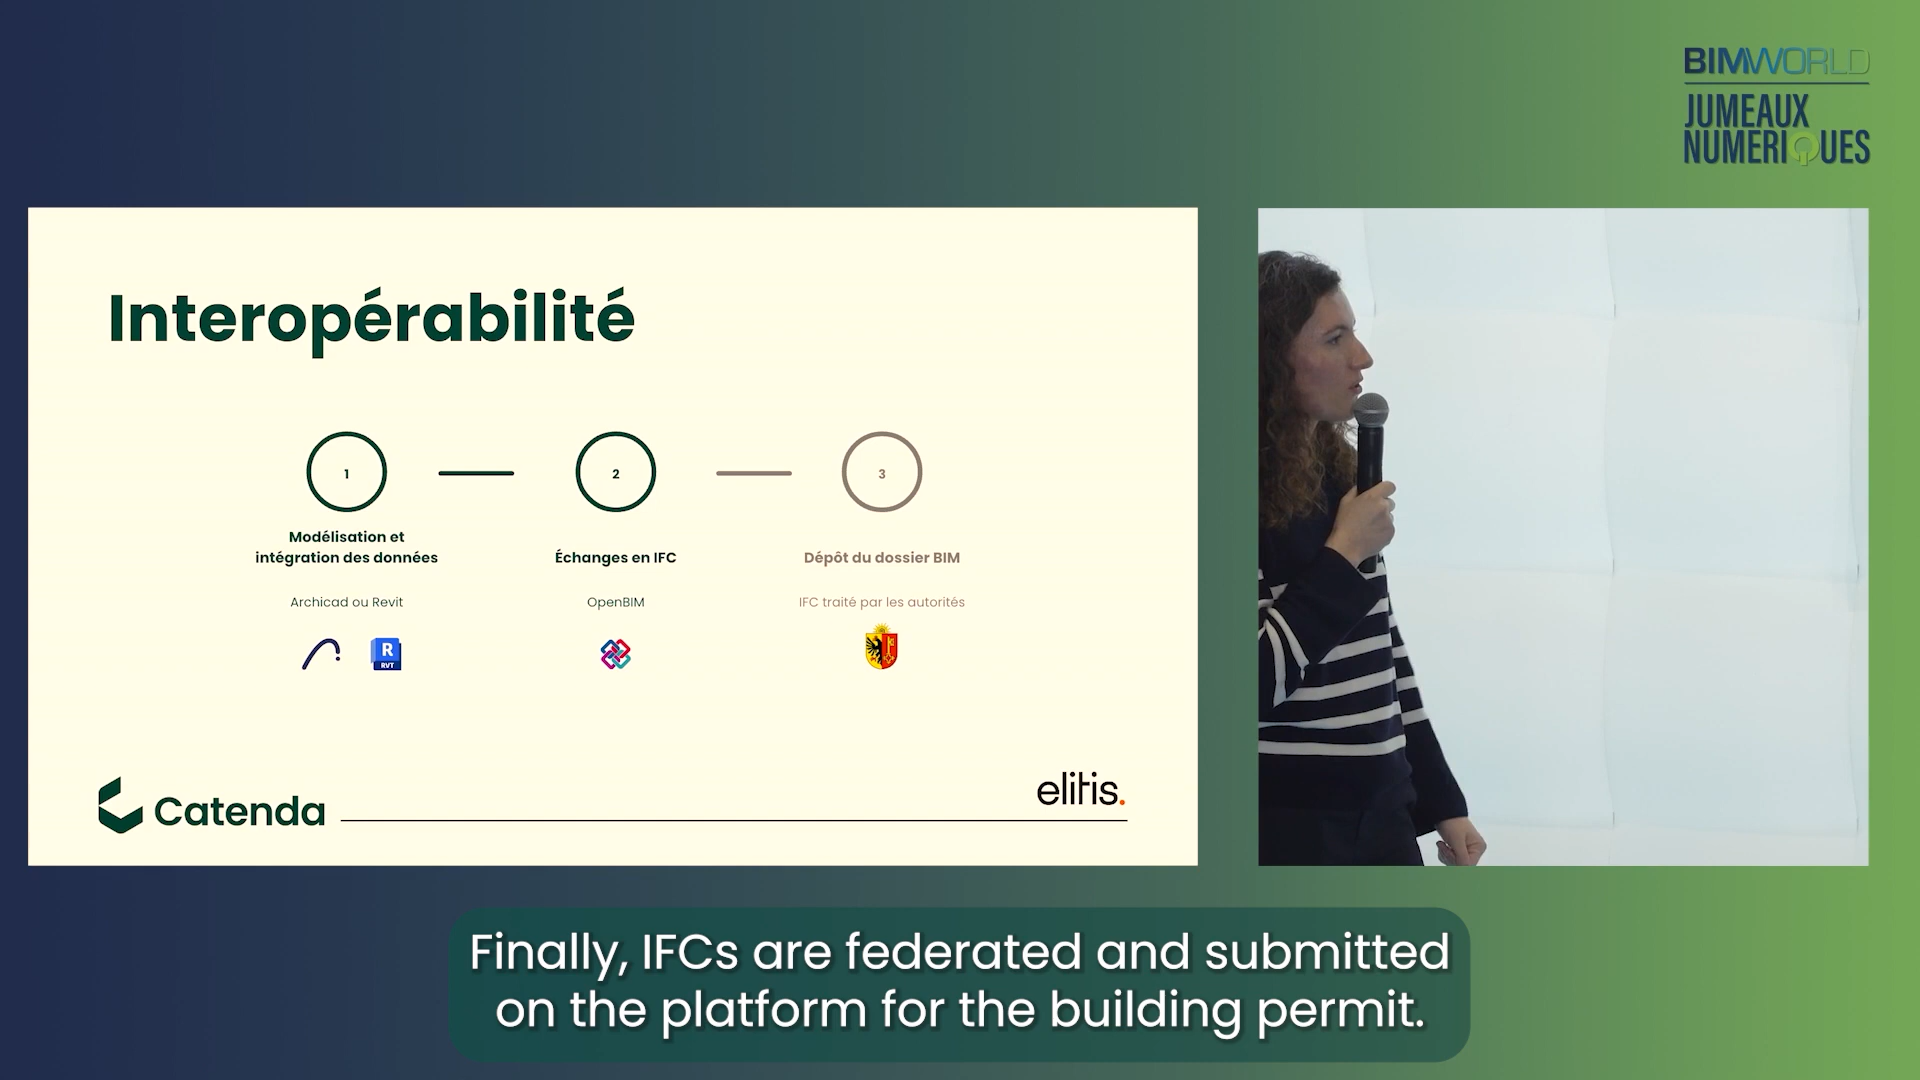 BIMWORLD
JUMEAUX
NUMERIQUES
Interopérabilité
1
2
3
Modélisation et
intégration des données
Échanges en IFC
Dépôt du dossier BIM
Archicad ou Revit
OpenBIM
IFC traité par les autorités
R
RVT
Catenda
elitis.
Finally, IFCs are federated and submitted
on the platform for the building permit.